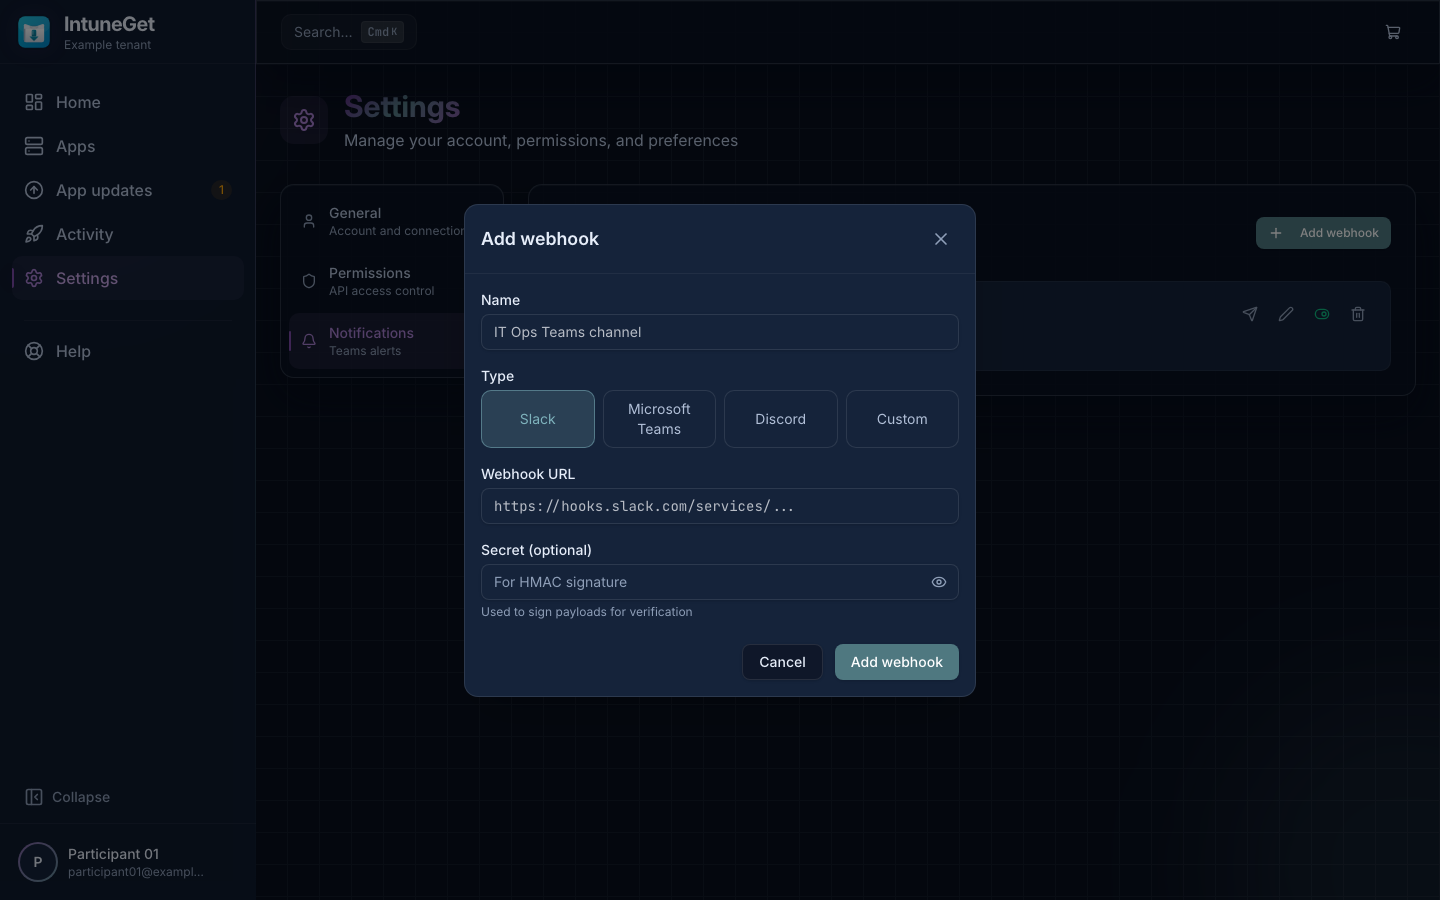 IntuneGet
Example tenant
Search... Cmd K
Home
Apps
App updates 1
Activity
Settings
Help
Collapse
P
Participant 01
participant01@exampl...
Settings
Manage your account, permissions, and preferences
General
Account and connection
Permissions
API access control
Notifications
Teams alerts
Add webhook
Add webhook
Name
IT Ops Teams channel
Type
Slack
Microsoft
Teams
Discord
Custom
Webhook URL
https://hooks.slack.com/services/...
Secret (optional)
For HMAC signature
Used to sign payloads for verification
Cancel
Add webhook